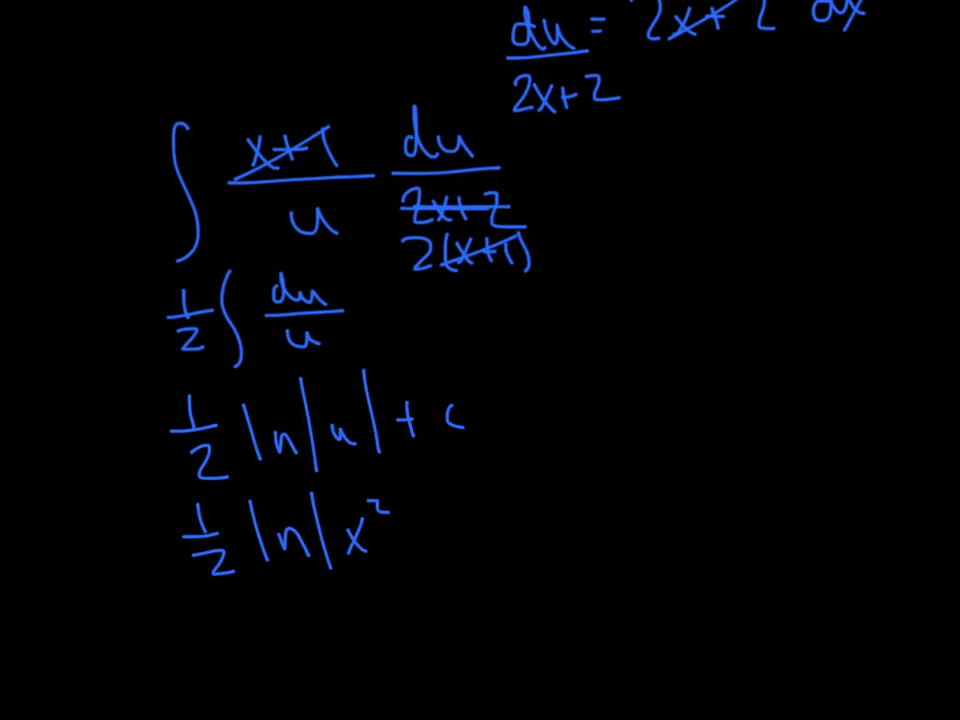 du = 2x+2 dx
2x+2
∫ x+1/u du/2x+2
2(x+1)
1/2 ∫ du/u
1/2 ln|u| + c
1/2 ln|x²